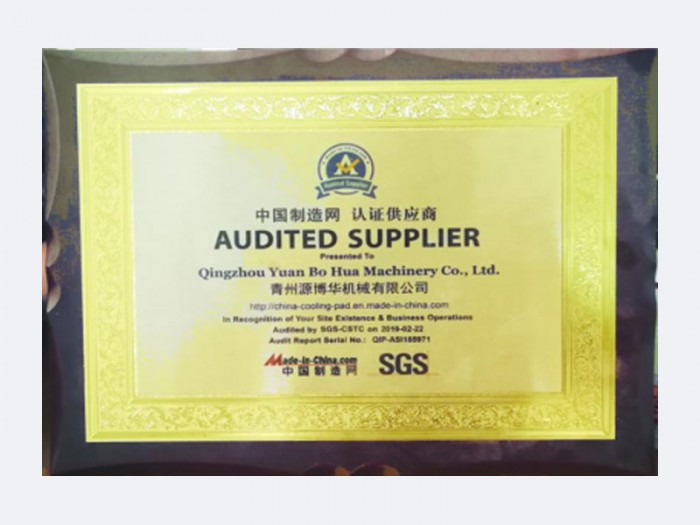 Audited Supplier
中国制造网 认证供应商
AUDITED SUPPLIER
Presented To
Qingzhou Yuan Bo Hua Machinery Co., Ltd.
青州源博华机械有限公司
http://china-cooling-pad.en.made-in-china.com
In Recognition of Your Site Existence & Business Operations
Audited by SGS-CSTC on 2019-02-22
Audit Report Serial No.: QIP-ASI185971
Made-in-China.com
中国制造网
SGS